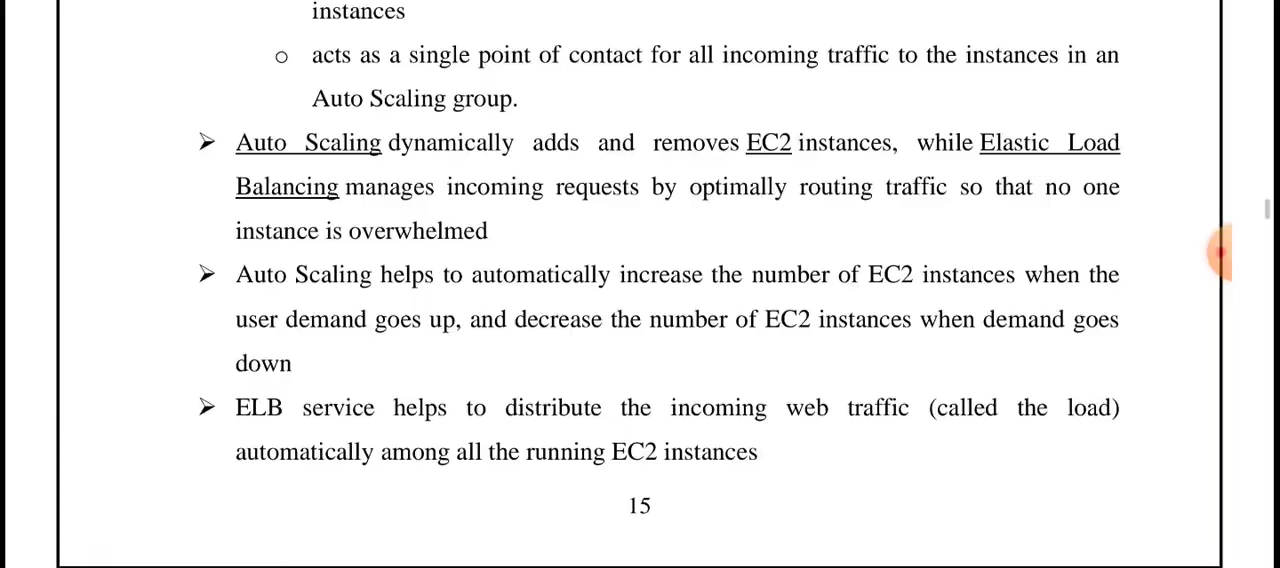 instances
o acts as a single point of contact for all incoming traffic to the instances in an
Auto Scaling group.
➢ Auto Scaling dynamically adds and removes EC2 instances, while Elastic Load
Balancing manages incoming requests by optimally routing traffic so that no one
instance is overwhelmed
➢ Auto Scaling helps to automatically increase the number of EC2 instances when the
user demand goes up, and decrease the number of EC2 instances when demand goes
down
➢ ELB service helps to distribute the incoming web traffic (called the load)
automatically among all the running EC2 instances
15